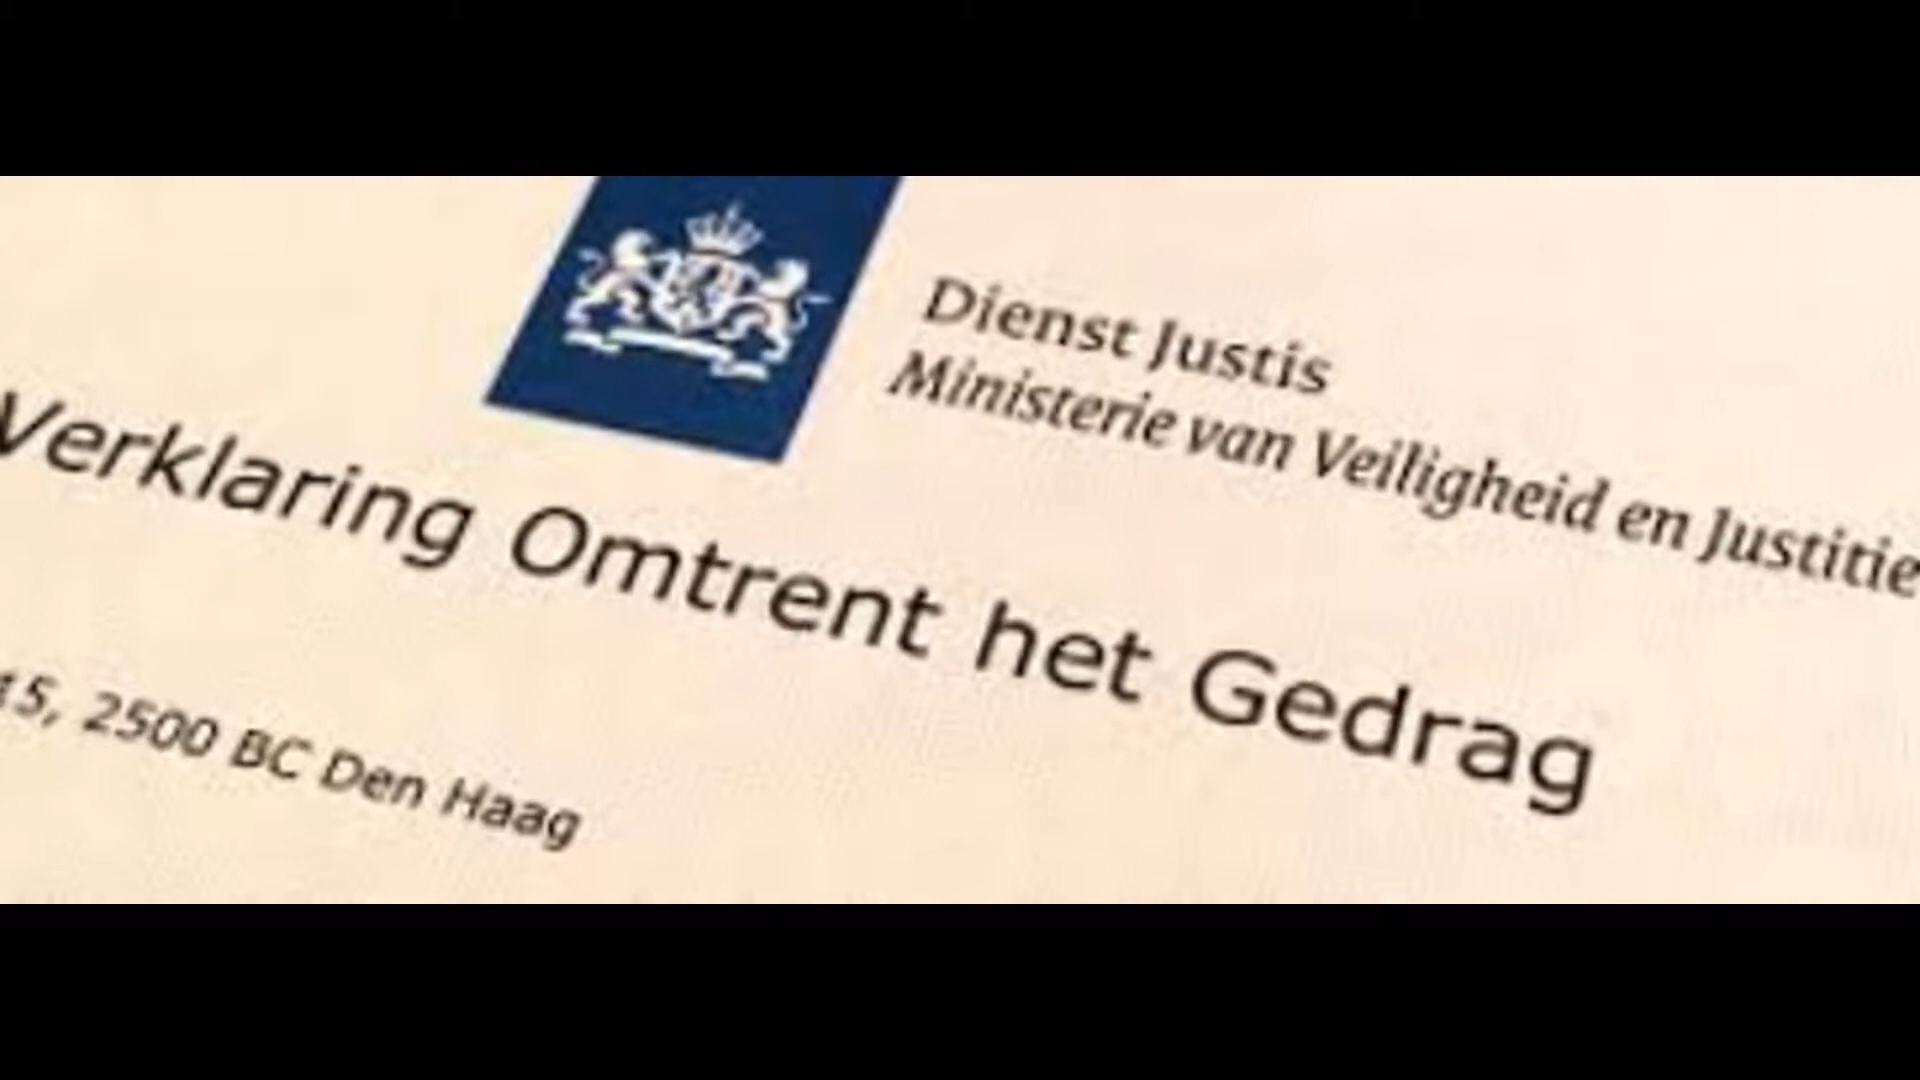 Dienst Justis
Ministerie van Veiligheid en Justitie
Verklaring Omtrent het Gedrag
15, 2500 BC Den Haag